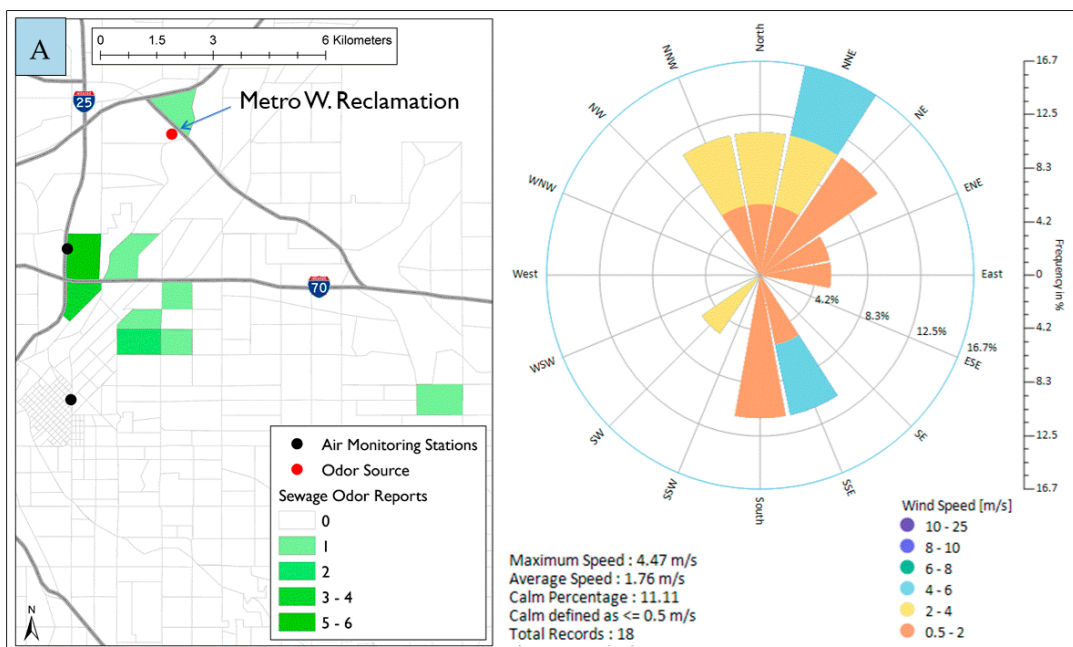 A
0 1.5 3 6 Kilometers
Metro W. Reclamation
25
70
Air Monitoring Stations
Odor Source
Sewage Odor Reports
0
1
2
3 - 4
5 - 6
N
North
NNE
NE
ENE
East
ESE
SE
SSE
South
SSW
SW
WSW
West
WNW
NW
NNW
4.2%
8.3%
12.5%
16.7%
16.7
12.5
8.3
4.2
0
4.2
8.3
12.5
16.7
Frequency in %
Wind Speed [m/s]
10 - 25
8 - 10
6 - 8
4 - 6
2 - 4
0.5 - 2
Maximum Speed : 4.47 m/s
Average Speed : 1.76 m/s
Calm Percentage : 11.11
Calm defined as <= 0.5 m/s
Total Records : 18